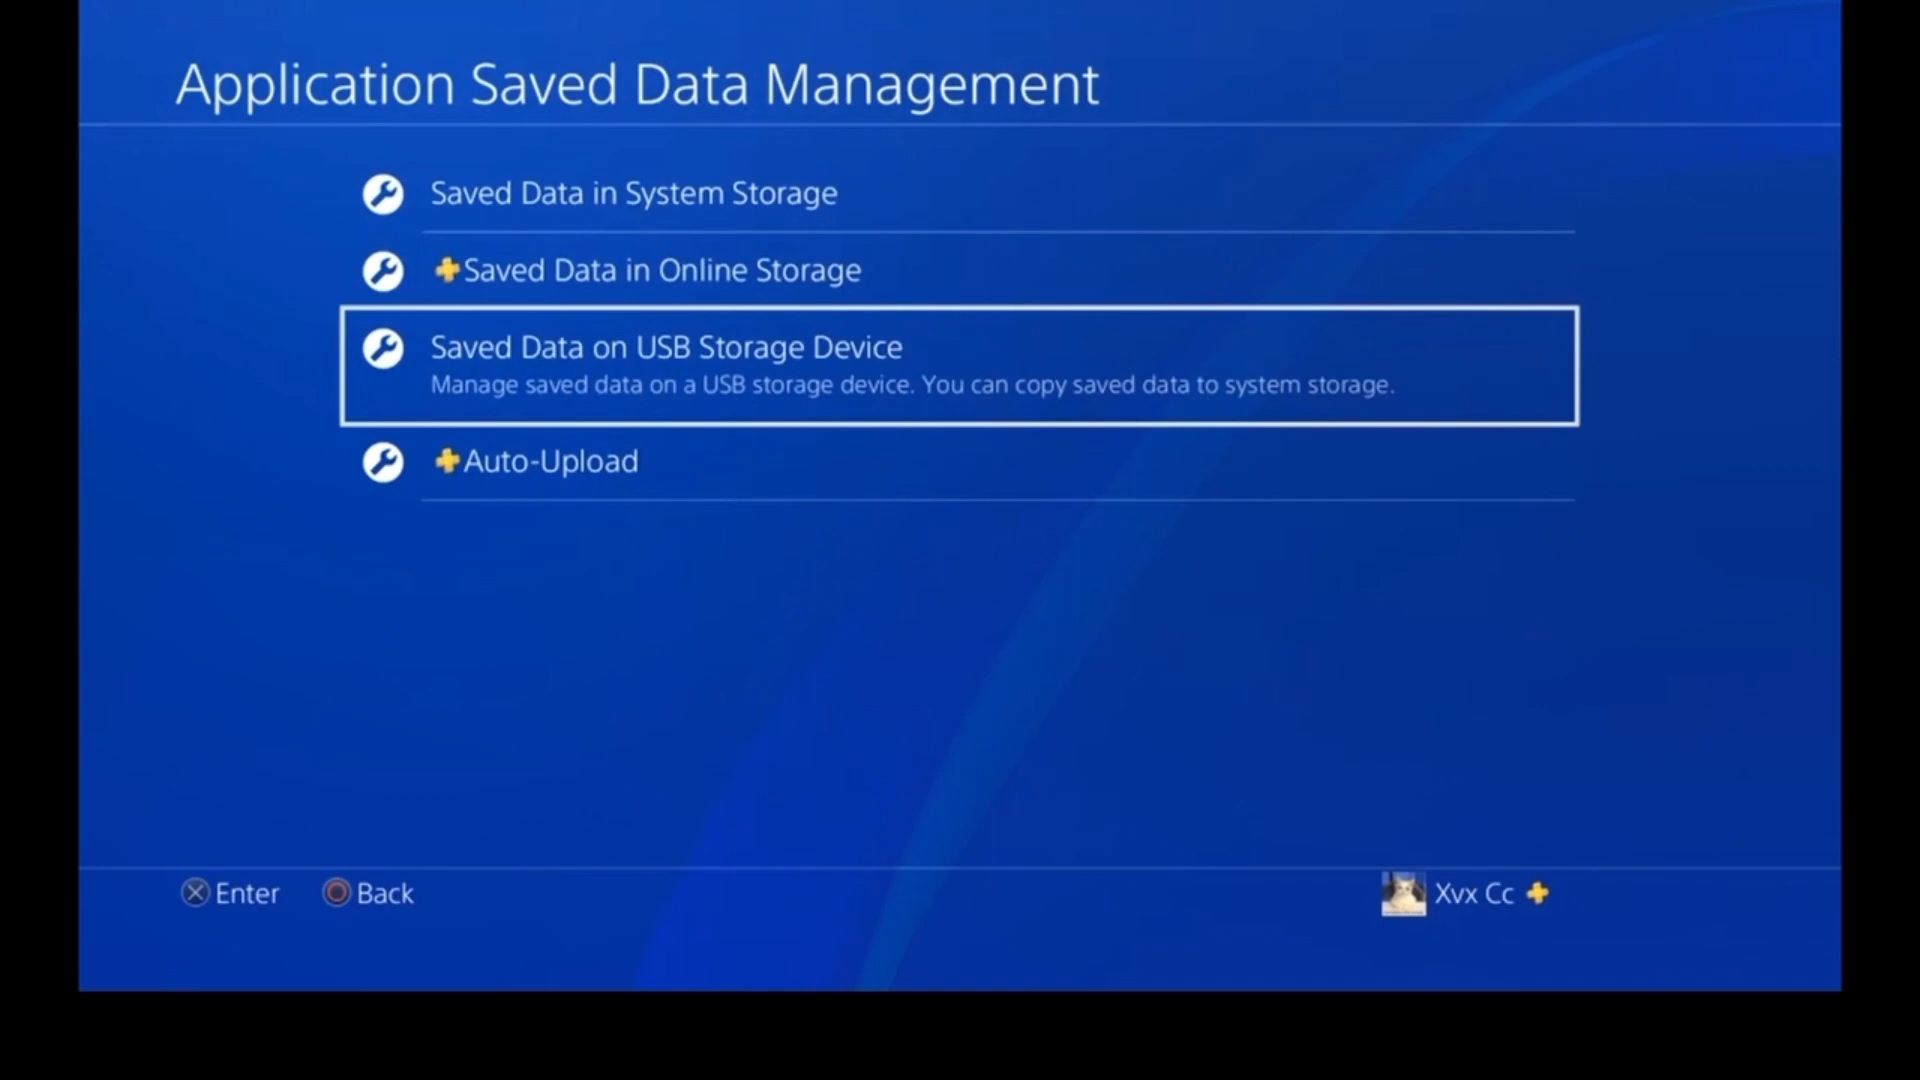 Application Saved Data Management
Saved Data in System Storage
Saved Data in Online Storage
Saved Data on USB Storage Device
Manage saved data on a USB storage device. You can copy saved data to system storage.
Auto-Upload
Enter
Back
Xvx Cc